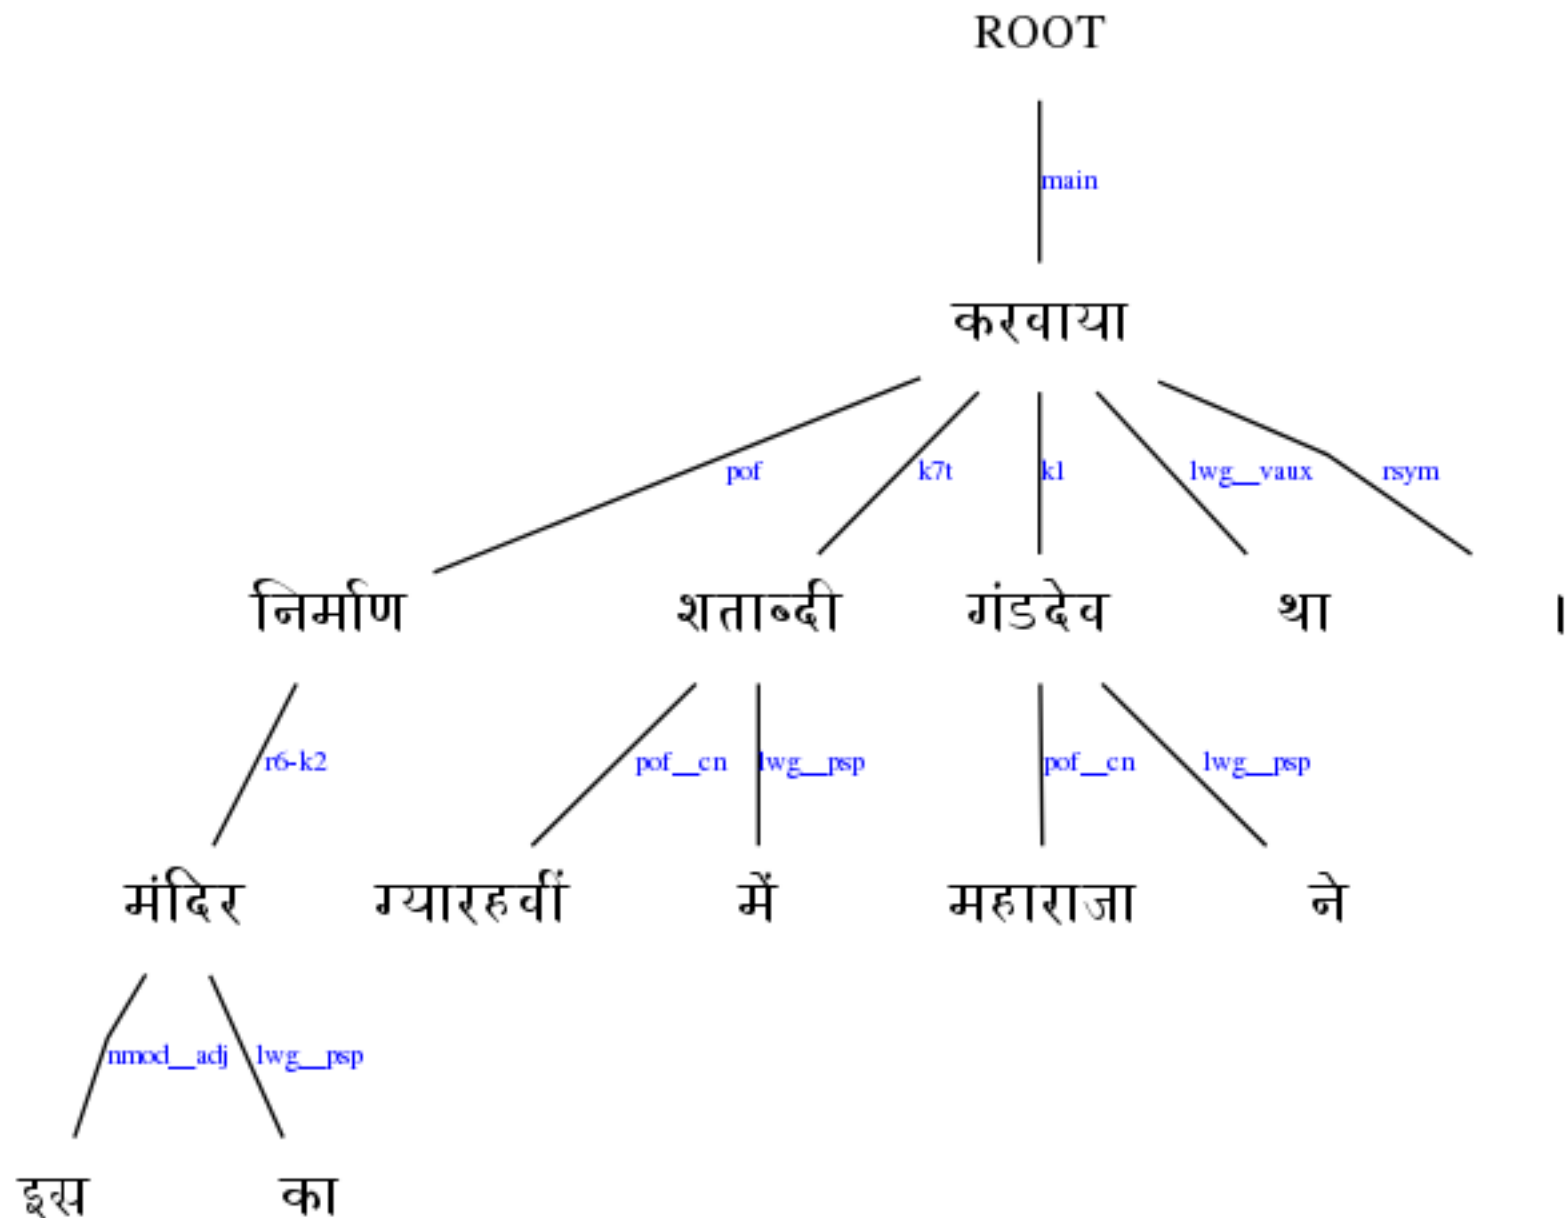 ROOT
main
करवाया
pof k7t k1 lwg__vaux rsym
निर्माण शताब्दी गंडदेव था ।
r6-k2 pof__cn lwg__psp pof__cn lwg__psp
मंदिर ग्यारहवीं में महाराजा ने
nmod__adj lwg__psp
इस का